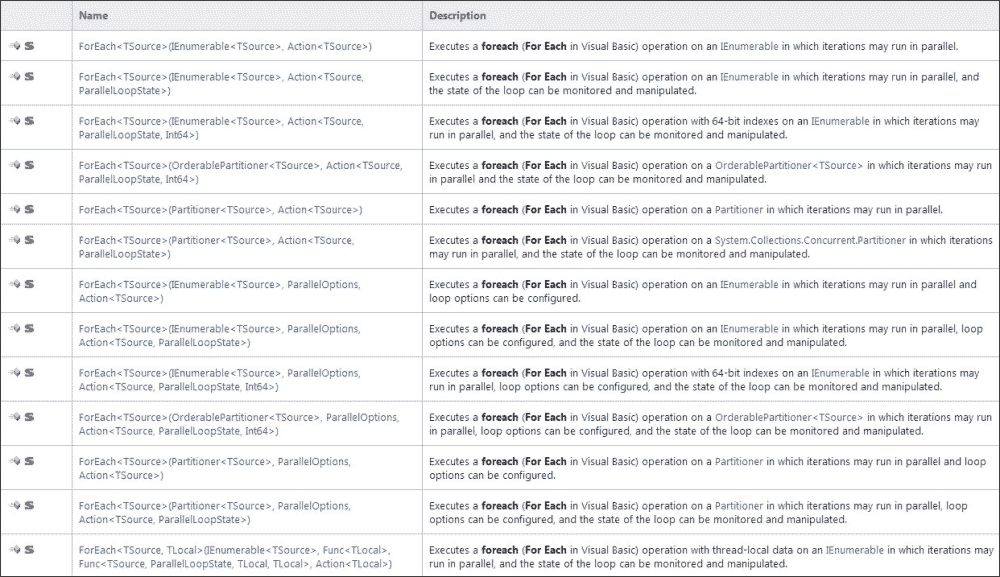 Name Description
ForEach<TSource>(IEnumerable<TSource>, Action<TSource>) Executes a foreach (For Each in Visual Basic) operation on an IEnumerable in which iterations may run in parallel.
ForEach<TSource>(IEnumerable<TSource>, Action<TSource, Executes a foreach (For Each in Visual Basic) operation on an IEnumerable in which iterations may run in parallel, and
ParallelLoopState>) the state of the loop can be monitored and manipulated.
ForEach<TSource>(IEnumerable<TSource>, Action<TSource, Executes a foreach (For Each in Visual Basic) operation with 64-bit indexes on an IEnumerable in which iterations may
ParallelLoopState, Int64>) run in parallel, and the state of the loop can be monitored and manipulated.
ForEach<TSource>(OrderablePartitioner<TSource>, Action<TSource, Executes a foreach (For Each in Visual Basic) operation on a OrderablePartitioner<TSource> in which iterations may run
ParallelLoopState, Int64>) in parallel and the state of the loop can be monitored and manipulated.
ForEach<TSource>(Partitioner<TSource>, Action<TSource>) Executes a foreach (For Each in Visual Basic) operation on a Partitioner in which iterations may run in parallel.
ForEach<TSource>(Partitioner<TSource>, Action<TSource, Executes a foreach (For Each in Visual Basic) operation on a System.Collections.Concurrent.Partitioner in which iterations
ParallelLoopState>) may run in parallel, and the state of the loop can be monitored and manipulated.
ForEach<TSource>(IEnumerable<TSource>, ParallelOptions, Executes a foreach (For Each in Visual Basic) operation on an IEnumerable in which iterations may run in parallel and
Action<TSource>) loop options can be configured.
ForEach<TSource>(IEnumerable<TSource>, ParallelOptions, Executes a foreach (For Each in Visual Basic) operation on an IEnumerable in which iterations may run in parallel, loop
Action<TSource, ParallelLoopState>) options can be configured, and the state of the loop can be monitored and manipulated.
ForEach<TSource>(IEnumerable<TSource>, ParallelOptions, Executes a foreach (For Each in Visual Basic) operation with 64-bit indexes on an IEnumerable in which iterations may
Action<TSource, ParallelLoopState, Int64>) run in parallel, loop options can be configured, and the state of the loop can be monitored and manipulated.
ForEach<TSource>(OrderablePartitioner<TSource>, ParallelOptions, Executes a foreach (For Each in Visual Basic) operation on a OrderablePartitioner<TSource> in which iterations may run
Action<TSource, ParallelLoopState, Int64>) in parallel, loop options can be configured, and the state of the loop can be monitored and manipulated.
ForEach<TSource>(Partitioner<TSource>, ParallelOptions, Executes a foreach (For Each in Visual Basic) operation on a Partitioner in which iterations may run in parallel and loop
Action<TSource>) options can be configured.
ForEach<TSource>(Partitioner<TSource>, ParallelOptions, Executes a foreach (For Each in Visual Basic) operation on a Partitioner in which iterations may run in parallel, loop
Action<TSource, ParallelLoopState>) options can be configured, and the state of the loop can be monitored and manipulated.
ForEach<TSource, TLocal>(IEnumerable<TSource>, Func<TLocal>, Executes a foreach (For Each in Visual Basic) operation with thread-local data on an IEnumerable in which iterations may
Func<TSource, ParallelLoopState, TLocal, TLocal>, Action<TLocal>) run in parallel, and the state of the loop can be monitored and manipulated.